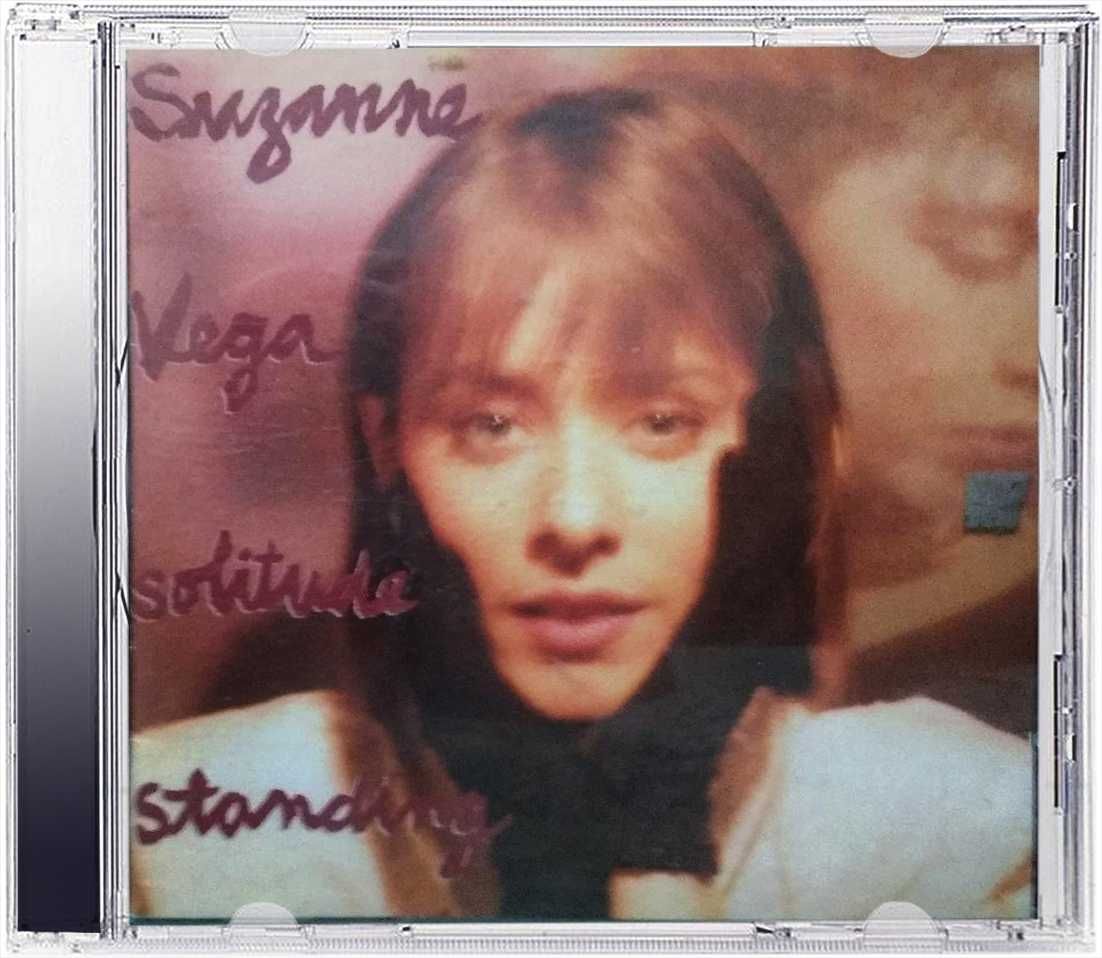 Suzanne
Vega
solitude
standing